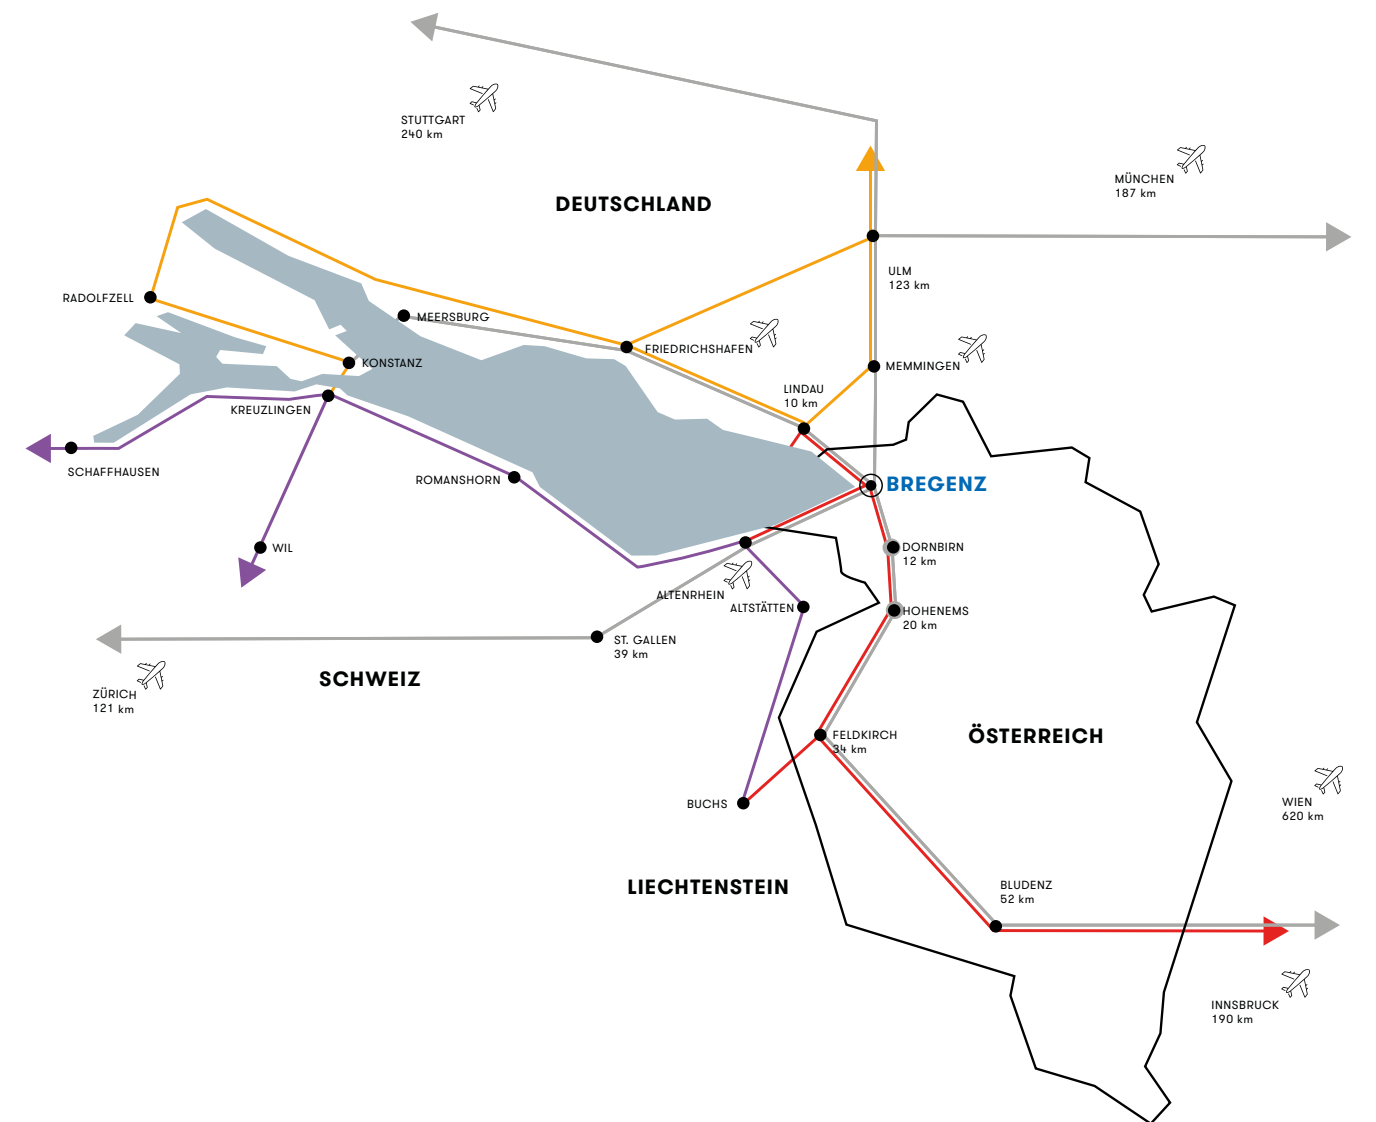 STUTTGART
240 km
MÜNCHEN
187 km
DEUTSCHLAND
ULM
123 km
RADOLFZELL
MEERSBURG
FRIEDRICHSHAFEN
MEMMINGEN
KONSTANZ
LINDAU
10 km
KREUZLINGEN
SCHAFFHAUSEN
ROMANSHORN
BREGENZ
WIL
DORNBIRN
12 km
ALTENRHEIN
ALTSTÄTTEN
HOHENEMS
20 km
ST. GALLEN
39 km
SCHWEIZ
ZÜRICH
121 km
FELDKIRCH
34 km
ÖSTERREICH
BUCHS
WIEN
620 km
LIECHTENSTEIN
BLUDENZ
52 km
INNSBRUCK
190 km